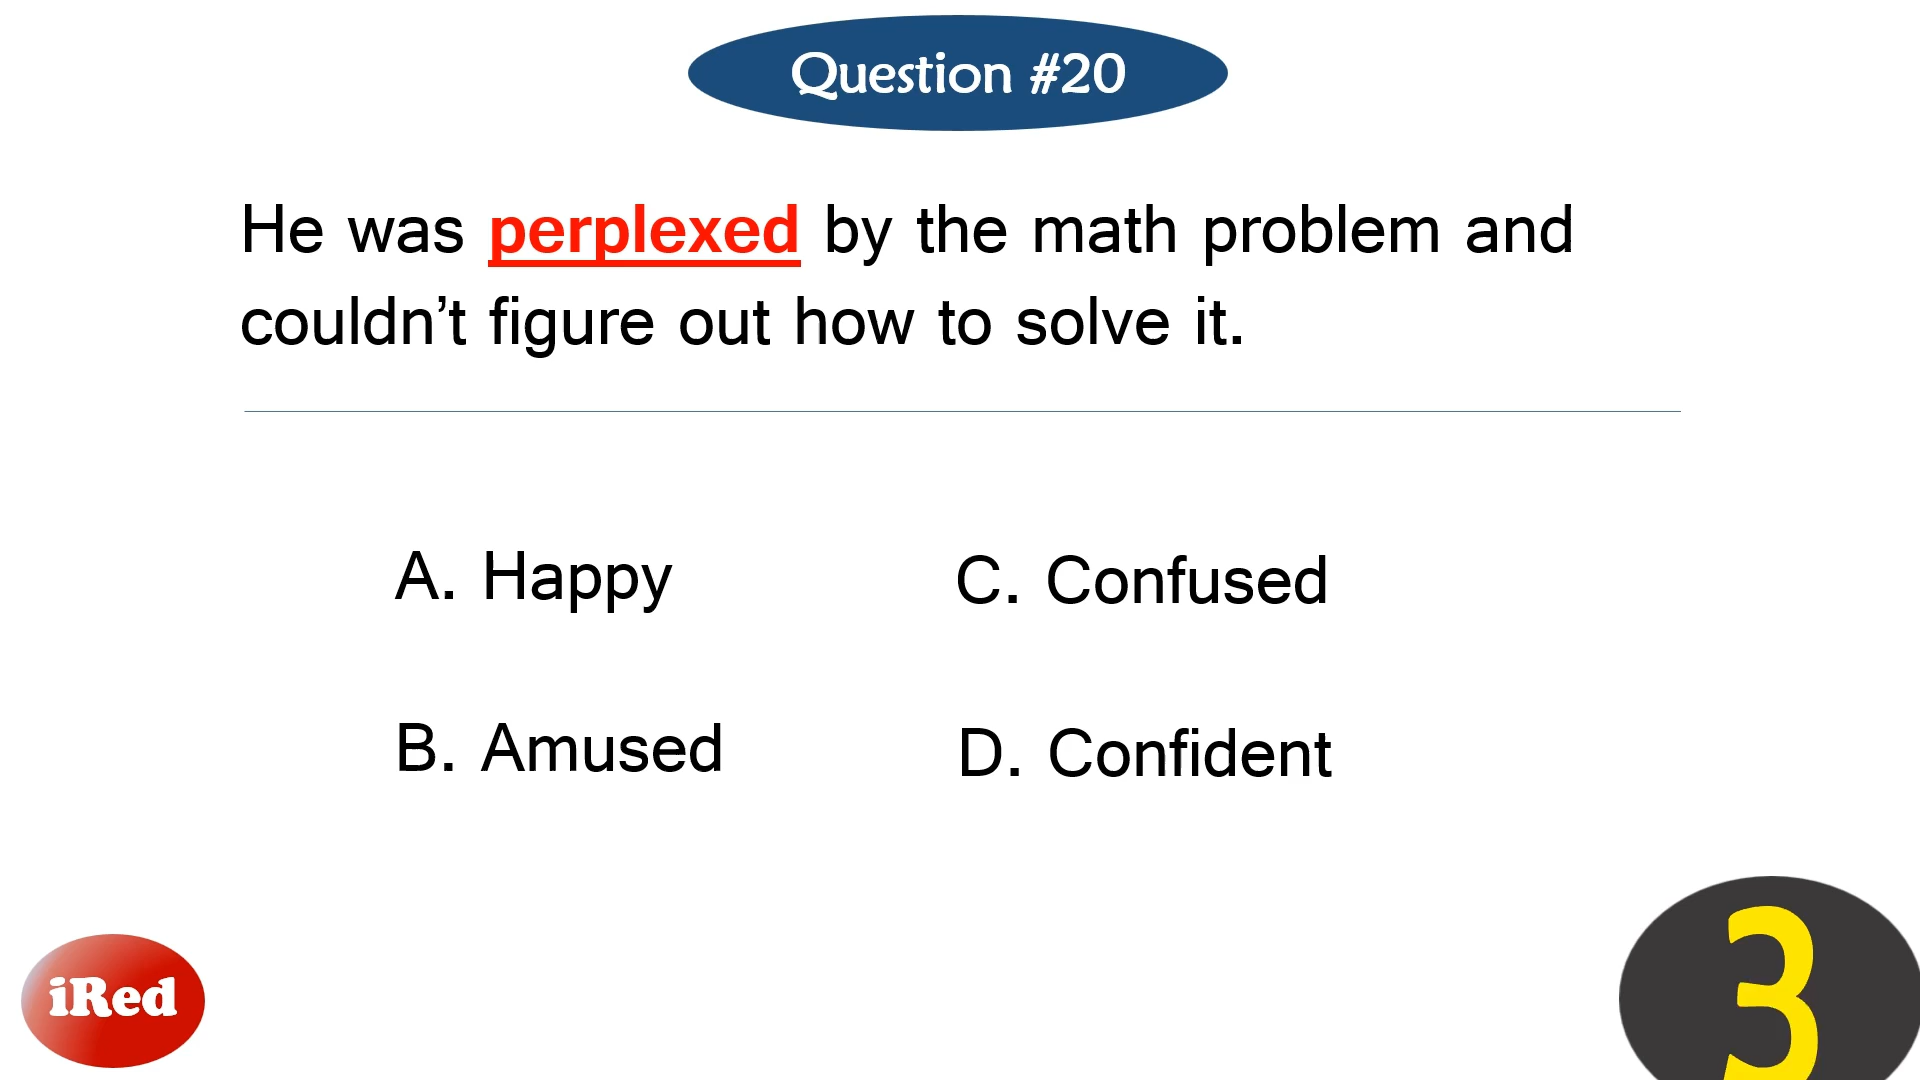 Question #20
He was perplexed by the math problem and
couldn’t figure out how to solve it.
A. Happy
C. Confused
B. Amused
D. Confident
iRed
3